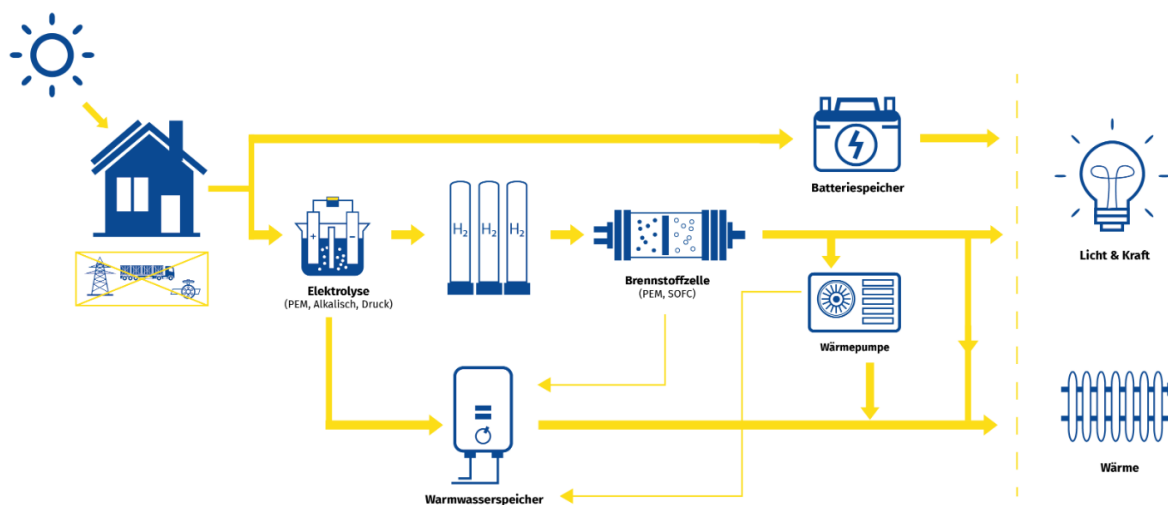 Batteriespeicher
+
-
H2
H2
H2
Elektrolyse
(PEM, Alkalisch, Druck)
Brennstoffzelle
(PEM, SOFC)
Licht & Kraft
Wärmepumpe
Warmwasserspeicher
Wärme